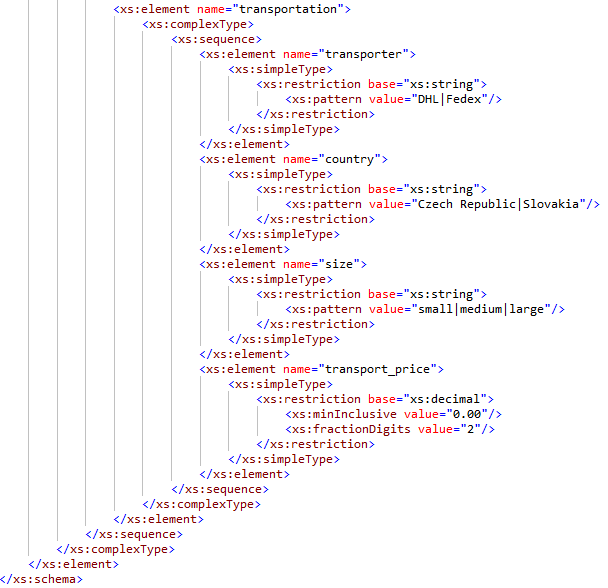 <xs:element name="transportation">
<xs:complexType>
<xs:sequence>
<xs:element name="transporter">
<xs:simpleType>
<xs:restriction base="xs:string">
<xs:pattern value="DHL|Fedex"/>
</xs:restriction>
</xs:simpleType>
</xs:element>
<xs:element name="country">
<xs:simpleType>
<xs:restriction base="xs:string">
<xs:pattern value="Czech Republic|Slovakia"/>
</xs:restriction>
</xs:simpleType>
</xs:element>
<xs:element name="size">
<xs:simpleType>
<xs:restriction base="xs:string">
<xs:pattern value="small|medium|large"/>
</xs:restriction>
</xs:simpleType>
</xs:element>
<xs:element name="transport_price">
<xs:simpleType>
<xs:restriction base="xs:decimal">
<xs:minInclusive value="0.00"/>
<xs:fractionDigits value="2"/>
</xs:restriction>
</xs:simpleType>
</xs:element>
</xs:sequence>
</xs:complexType>
</xs:element>
</xs:sequence>
</xs:complexType>
</xs:element>
</xs:schema>